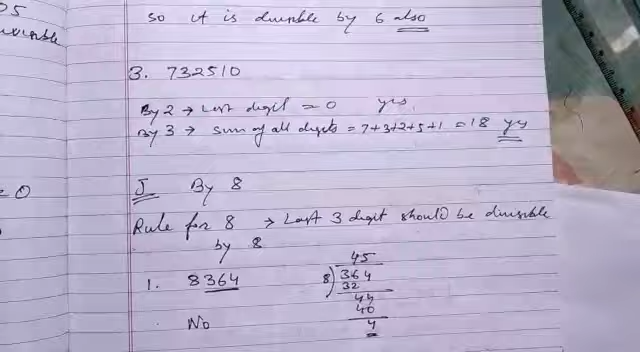 05
so it is divisible by 6 also
3. 732510
By 2 → Last digit = 0 yes,
By 3 → sum of all digits = 7+3+2+5+1 = 18 yes
= 0
J By 8
Rule for 8 → Last 3 digit should be divisible
by 8
1. 8364
No
45
8)364
32
44
40
4